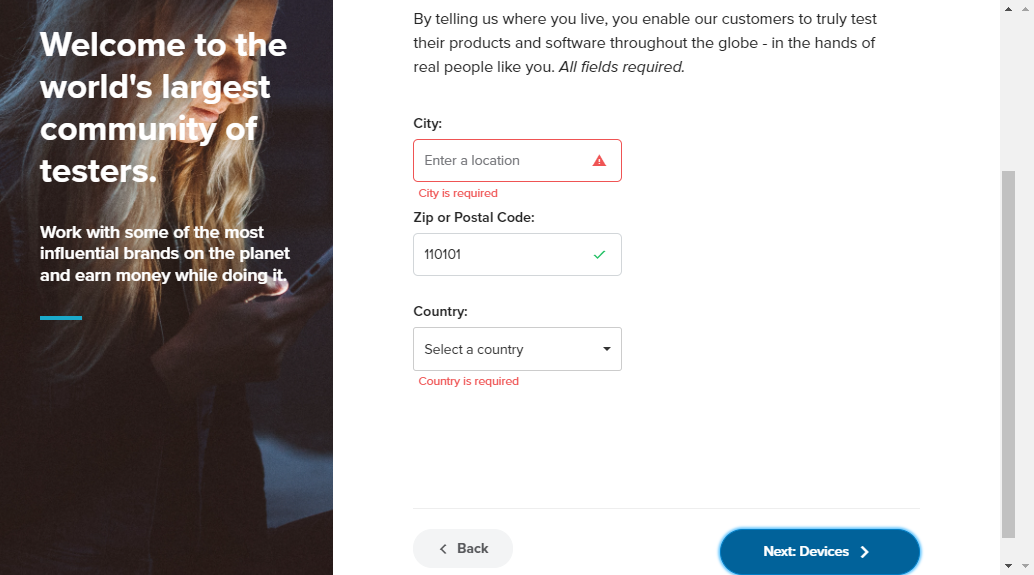 Welcome to the
world's largest
community of
testers.
Work with some of the most
influential brands on the planet
and earn money while doing it.
By telling us where you live, you enable our customers to truly test
their products and software throughout the globe - in the hands of
real people like you. All fields required.
City:
Enter a location
City is required
Zip or Postal Code:
110101
Country:
Select a country
Country is required
Back
Next: Devices